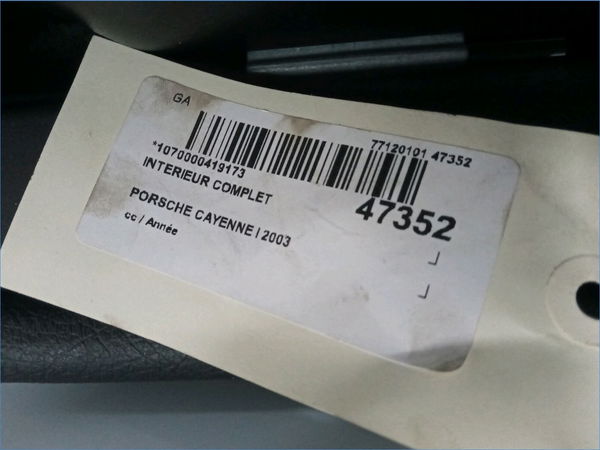 GA
77120101 47352
*1070000419173
INTERIEUR COMPLET
47352
PORSCHE CAYENNE I 2003
cc / Année